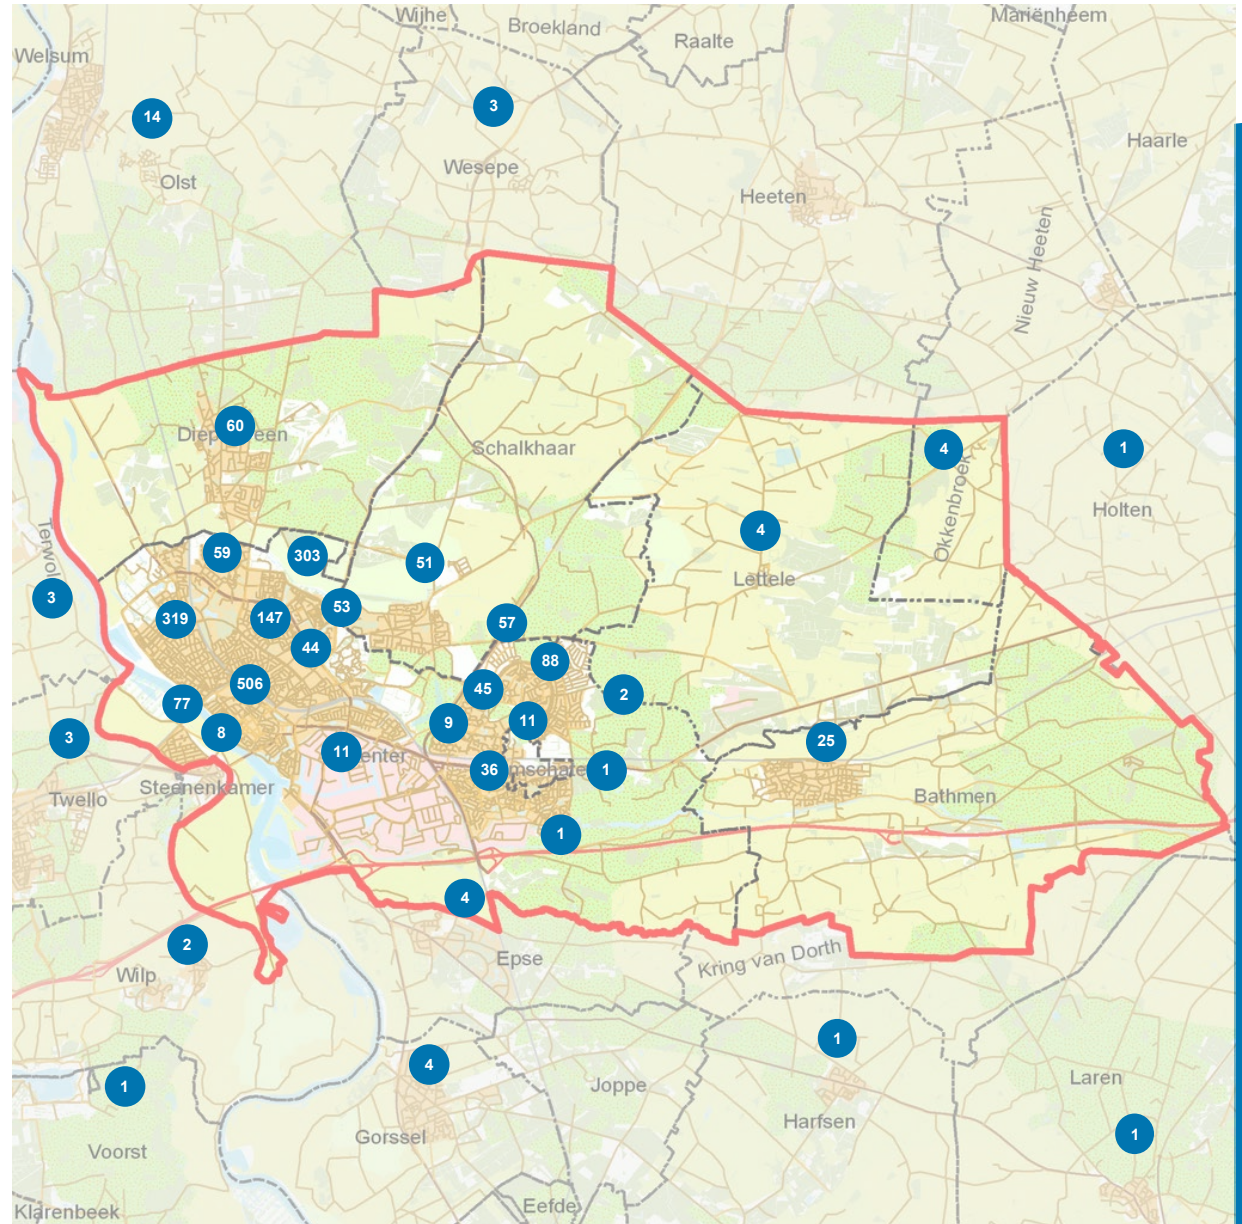 Wijhe
Broekland
Mariënheem
Raalte
Welsum
3
14
Haarle
Wesepe
Olst
Heeten
Nieuw Heeten
60
Schalkhaar
4
1
Okkenbroek
Holten
4
59
303
51
Lettele
3
53
319
147
57
44
88
506
45
2
77
9
11
8
3
25
11
36
1
Steenenkamer
Twello
Bathmen
1
4
2
Epse
Kring van Dorth
Wilp
1
4
1
Joppe
Laren
Harfsen
1
Gorssel
Voorst
Eefde
Klarenbeek